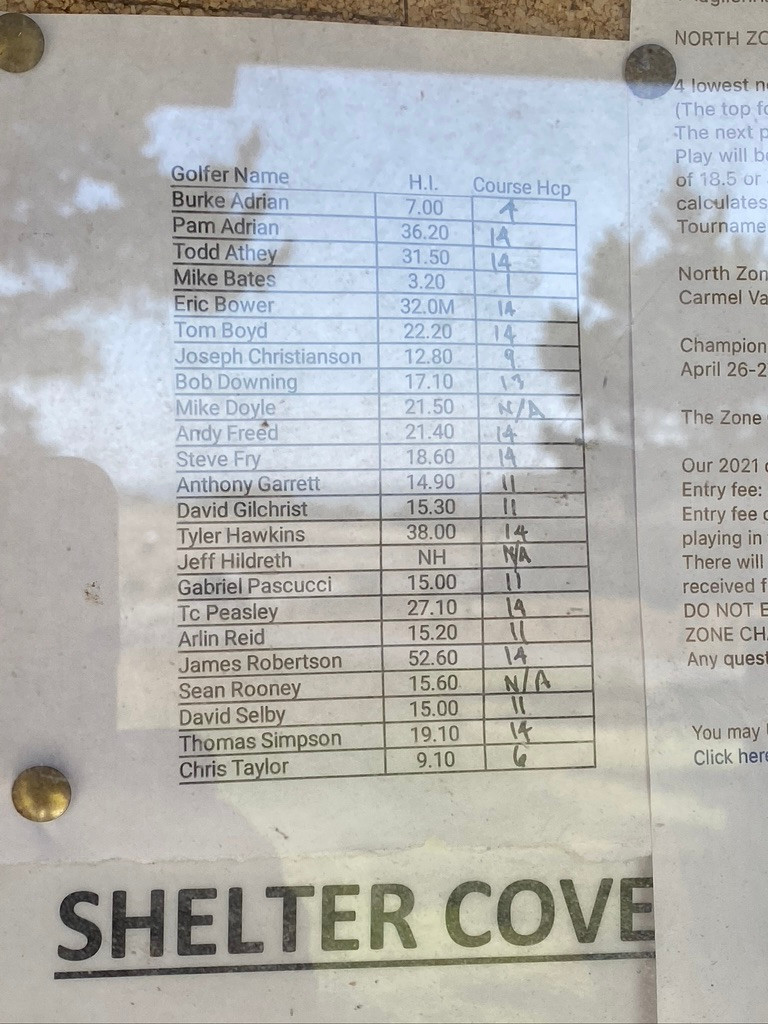 Golfer Name H.I. Course Hcp
Burke Adrian 7.00 4
Pam Adrian 36.20 14
Todd Athey 31.50 14
Mike Bates 3.20 1
Eric Bower 32.0M 14
Tom Boyd 22.20 14
Joseph Christianson 12.80 9
Bob Downing 17.10 13
Mike Doyle 21.50 N/A
Andy Freed 21.40 14
Steve Fry 18.60 14
Anthony Garrett 14.90 11
David Gilchrist 15.30 11
Tyler Hawkins 38.00 14
Jeff Hildreth NH N/A
Gabriel Pascucci 15.00 11
Tc Peasley 27.10 14
Arlin Reid 15.20 11
James Robertson 52.60 14
Sean Rooney 15.60 N/A
David Selby 15.00 11
Thomas Simpson 19.10 14
Chris Taylor 9.10 6
SHELTER COVE
NORTH ZO
4 lowest n
(The top fo
The next p
Play will b
of 18.5 or
calculates
Tourname
North Zon
Carmel Va
Champion
April 26-2
The Zone
Our 2021
Entry fee:
Entry fee
playing in
There will
received f
DO NOT E
ZONE CHA
Any quest
You may
Click here